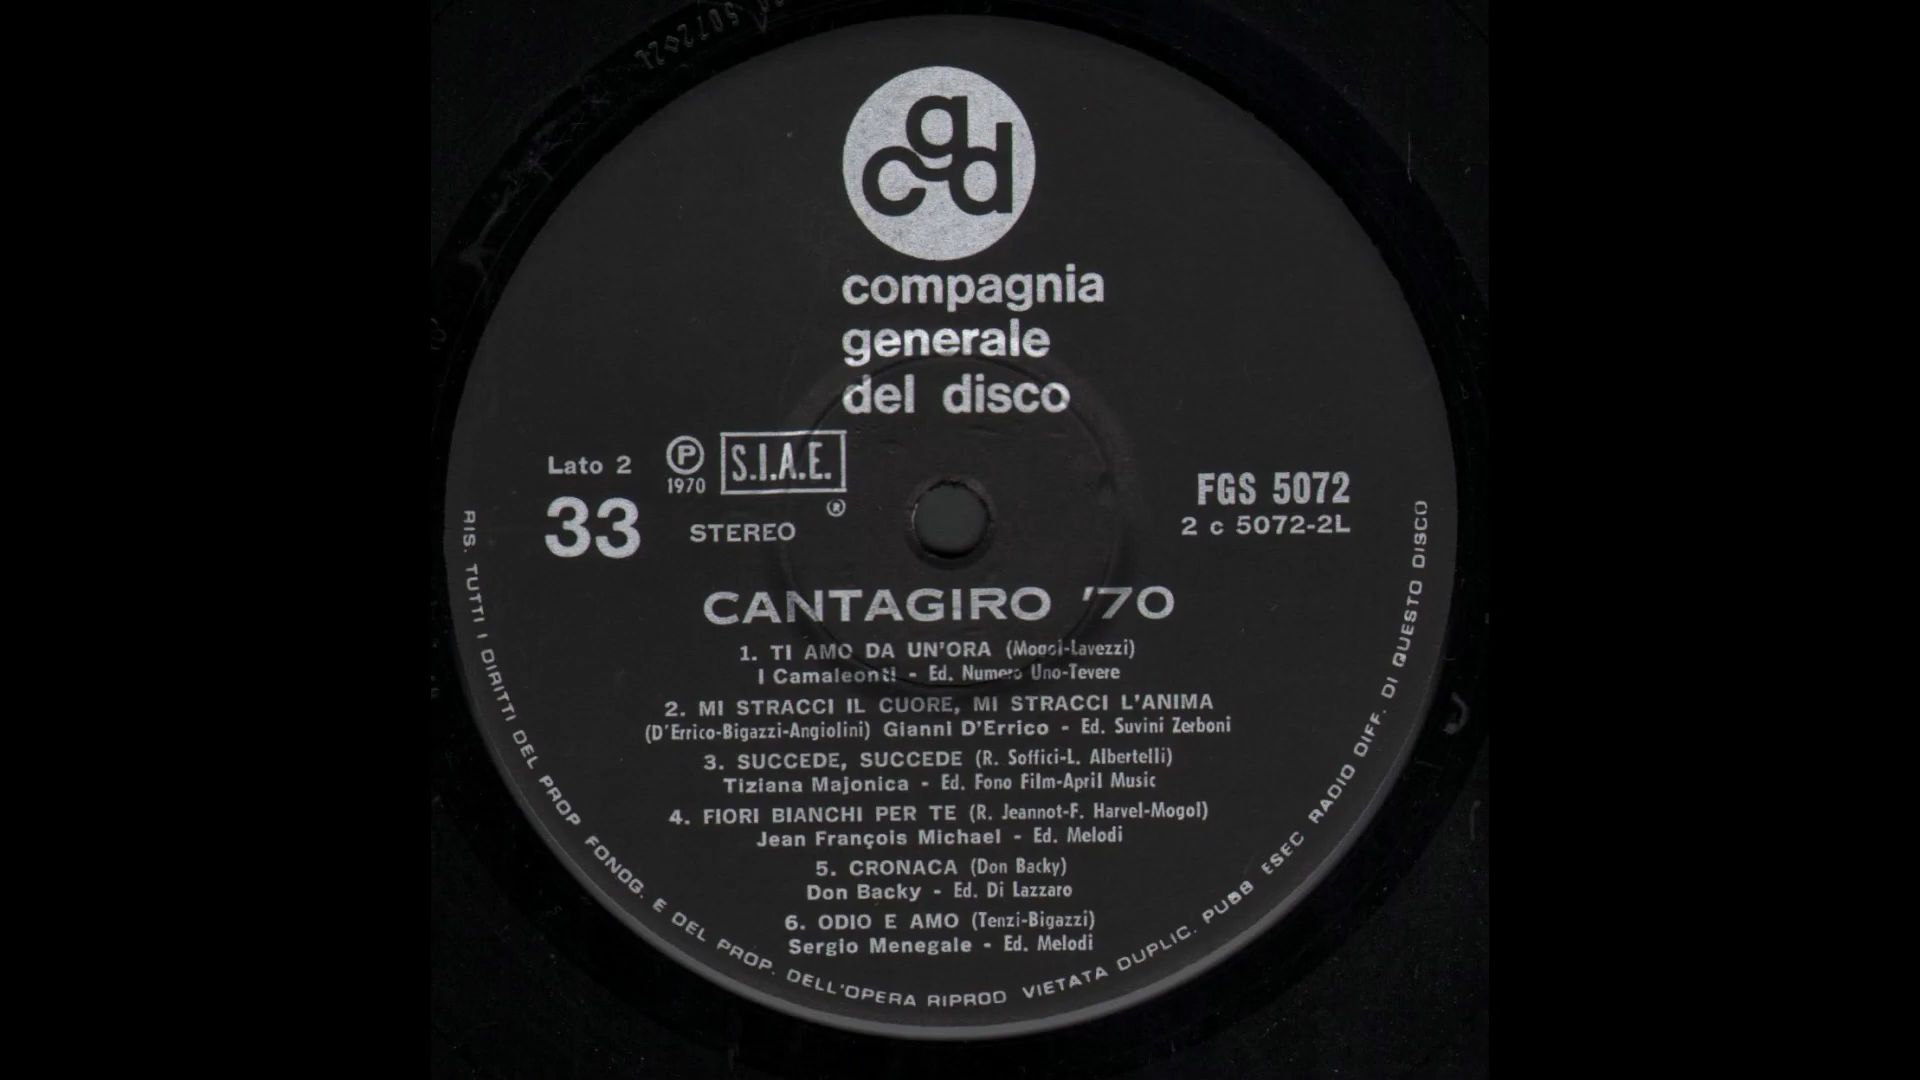 cgd
compagnia
generale
del disco
Lato 2
33
℗
1970
S.I.A.E.
®
STEREO
FGS 5072
2 c 5072-2L
CANTAGIRO '70
1. TI AMO DA UN'ORA (Mogol-Lavezzi)
I Camaleonti - Ed. Numero Uno-Tevere
2. MI STRACCI IL CUORE, MI STRACCI L'ANIMA
(D'Errico-Bigazzi-Angiolini) Gianni D'Errico - Ed. Suvini Zerboni
3. SUCCEDE, SUCCEDE (R. Soffici-L. Albertelli)
Tiziana Majonica - Ed. Fono Film-April Music
4. FIORI BIANCHI PER TE (R. Jeannot-F. Harvel-Mogol)
Jean François Michael - Ed. Melodi
5. CRONACA (Don Backy)
Don Backy - Ed. Di Lazzaro
6. ODIO E AMO (Tenzi-Bigazzi)
Sergio Menegale - Ed. Melodi
RIS. TUTTI I DIRITTI DEL PROP FONOG. E DEL PROP. DELL'OPERA RIPROD VIETATA DUPLIC. PUBB ESEC RADIO DIFF. DI QUESTO DISCO